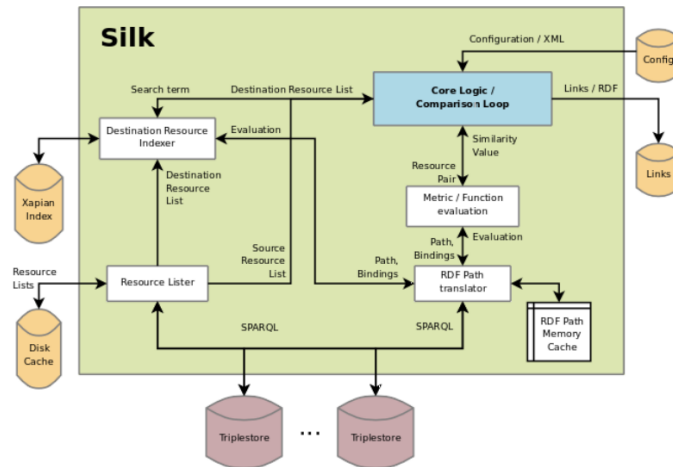 Silk
Configuration / XML
Config
Search term
Destination Resource List
Core Logic /
Comparison Loop
Links / RDF
Destination Resource
Indexer
Evaluation
Similarity
Value
Resource
Pair
Links
Xapian
Index
Destination
Resource
List
Metric / Function
evaluation
Source
Resource
List
Path,
Bindings
Evaluation
Path,
Bindings
Resource
Lists
Resource Lister
RDF Path
translator
SPARQL
SPARQL
RDF Path
Memory
Cache
Disk
Cache
Triplestore
...
Triplestore